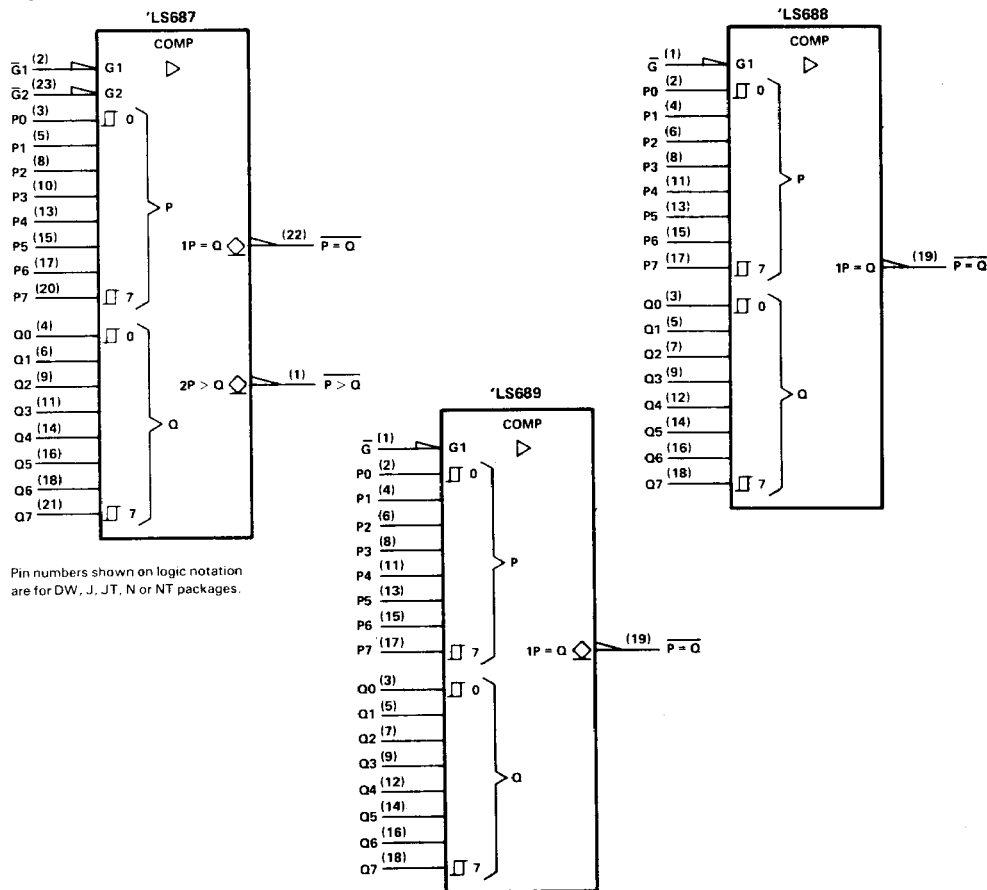 'LS687
COMP
G̅1 (2) G1
G̅2 (23) G2
P0 (3) 0
P1 (5)
P2 (8)
P3 (10)
P4 (13)
P5 (15)
P6 (17)
P7 (20) 7
P
Q0 (4) 0
Q1 (6)
Q2 (9)
Q3 (11)
Q4 (14)
Q5 (16)
Q6 (18)
Q7 (21) 7
Q
1P = Q (22) P̅ ̅=̅ ̅Q̅
2P > Q (1) P̅ ̅>̅ ̅Q̅
Pin numbers shown on logic notation
are for DW, J, JT, N or NT packages.
'LS688
COMP
G̅ (1) G1
P0 (2) 0
P1 (4)
P2 (6)
P3 (8)
P4 (11)
P5 (13)
P6 (15)
P7 (17) 7
P
Q0 (3) 0
Q1 (5)
Q2 (7)
Q3 (9)
Q4 (12)
Q5 (14)
Q6 (16)
Q7 (18) 7
Q
1P = Q (19) P̅ ̅=̅ ̅Q̅
'LS689
COMP
G̅ (1) G1
P0 (2) 0
P1 (4)
P2 (6)
P3 (8)
P4 (11)
P5 (13)
P6 (15)
P7 (17) 7
P
Q0 (3) 0
Q1 (5)
Q2 (7)
Q3 (9)
Q4 (12)
Q5 (14)
Q6 (16)
Q7 (18) 7
Q
1P = Q (19) P̅ ̅=̅ ̅Q̅